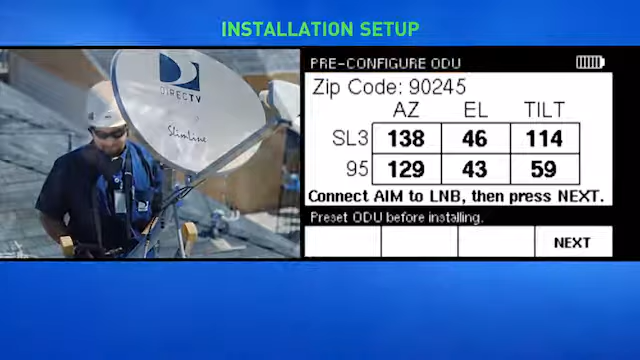 INSTALLATION SETUP
DIRECTV
Slimline
PRE-CONFIGURE ODU
Zip Code: 90245
AZ EL TILT
SL3 138 46 114
95 129 43 59
Connect AIM to LNB, then press NEXT.
Preset ODU before installing.
NEXT